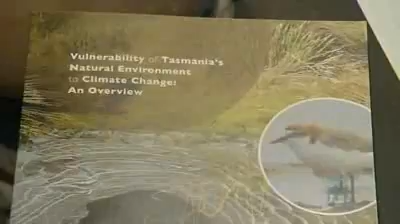 Vulnerability of Tasmania's
Natural Environment
to Climate Change:
An Overview